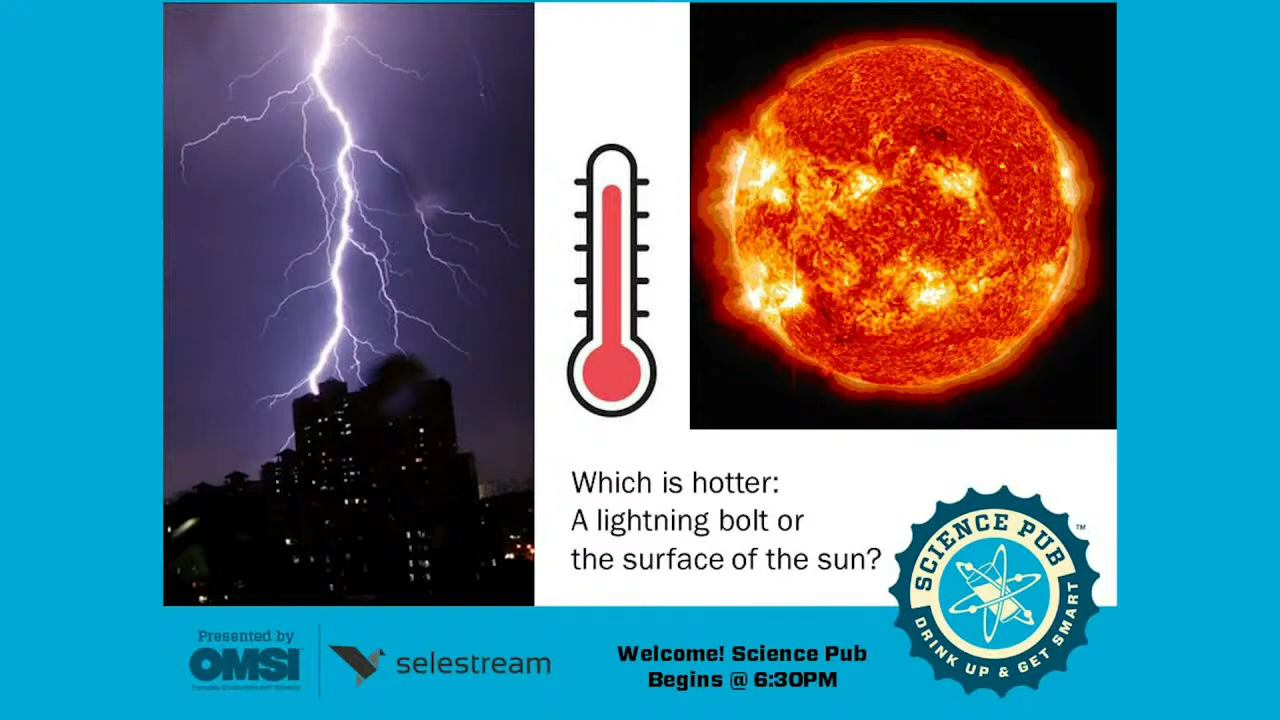 Which is hotter:
A lightning bolt or
the surface of the sun?
SCIENCE PUB
DRINK UP & GET SMART
TM
Presented by
OMSI
selestream
Welcome! Science Pub
Begins @ 6:30PM